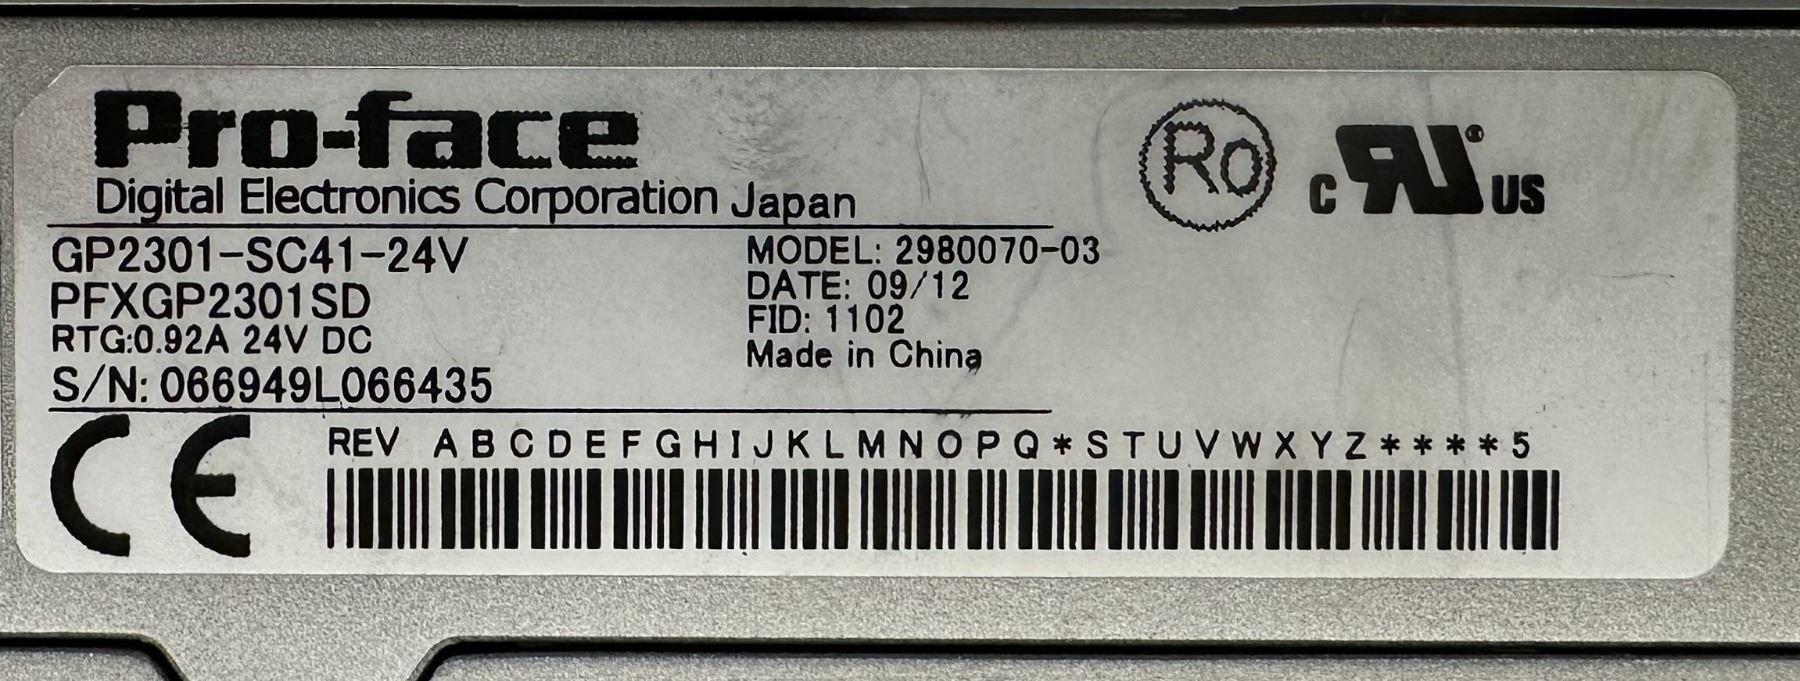 Pro-face
Digital Electronics Corporation Japan
Ro
c RU ® US
GP2301-SC41-24V
PFXGP2301SD
RTG:0.92A 24V DC
S/N: 066949L066435
MODEL: 2980070-03
DATE: 09/12
FID: 1102
Made in China
CE
REV A B C D E F G H I J K L M N O P Q * S T U V W X Y Z * * * * 5